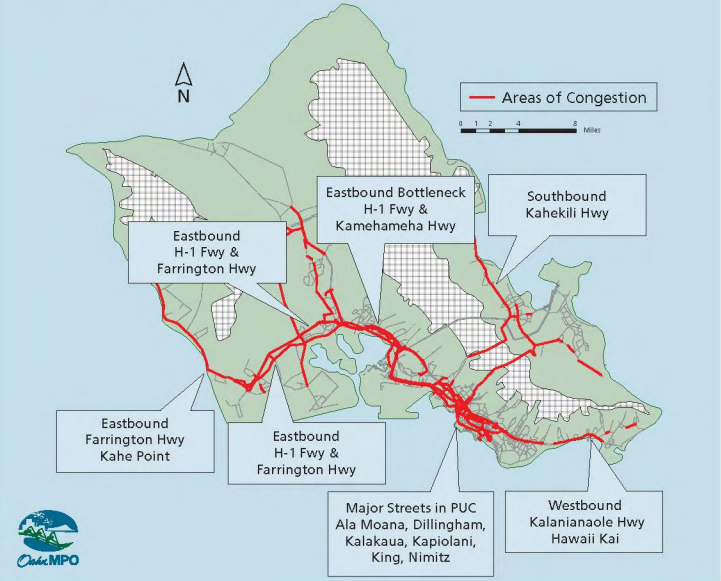 N
Areas of Congestion
0 1 2 4 8
Miles
Eastbound Bottleneck
H-1 Fwy &
Kamehameha Hwy
Southbound
Kahekili Hwy
Eastbound
H-1 Fwy &
Farrington Hwy
Eastbound
Farrington Hwy
Kahe Point
Eastbound
H-1 Fwy &
Farrington Hwy
Major Streets in PUC
Ala Moana, Dillingham,
Kalakaua, Kapiolani,
King, Nimitz
Westbound
Kalanianaole Hwy
Hawaii Kai
OahuMPO